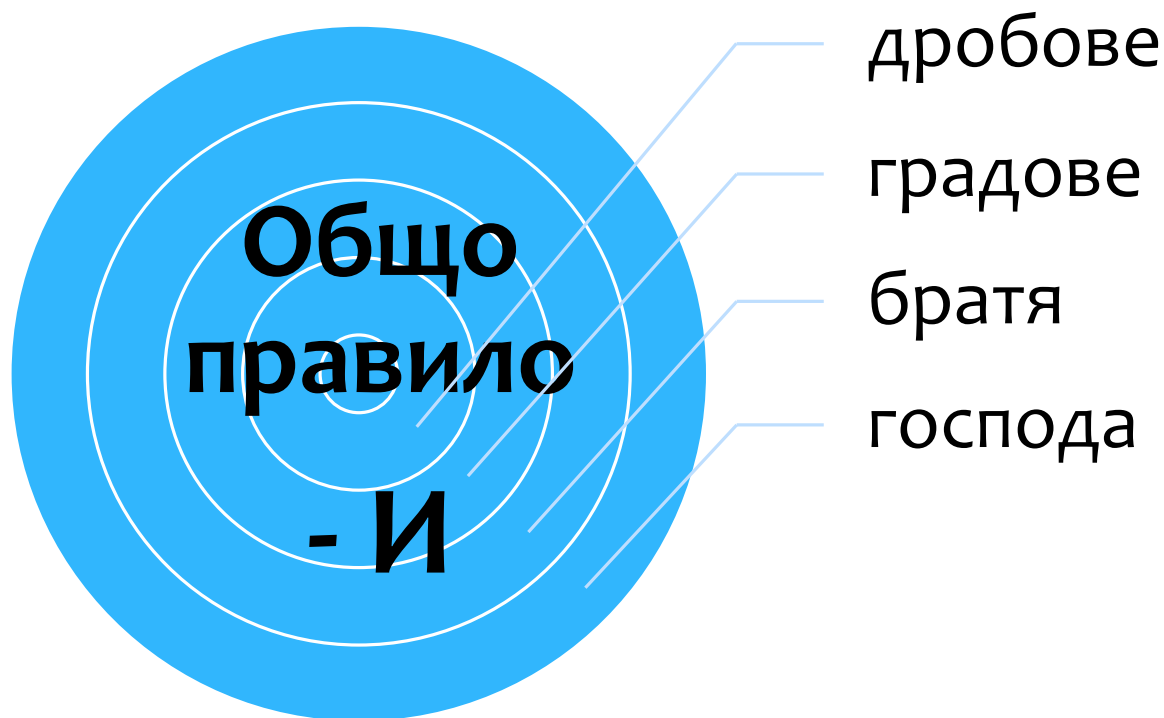 Общо
правило
- И
дробове
градове
братя
господа